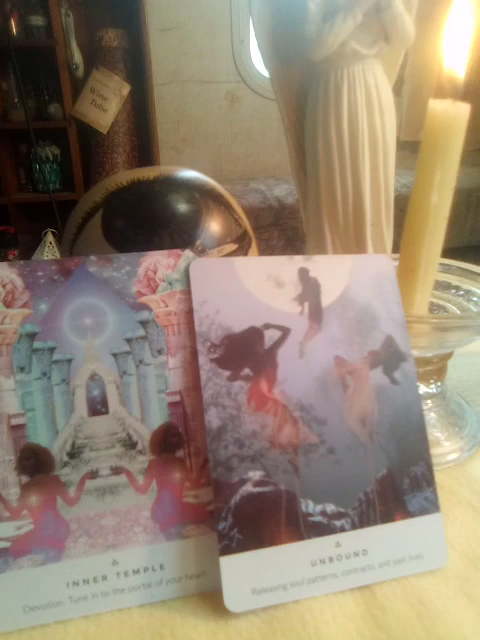 Wine
Tube
INNER TEMPLE
Devotion. Tune in to the portal of your heart.
UNBOUND
Releasing soul patterns, contracts, and past lives.